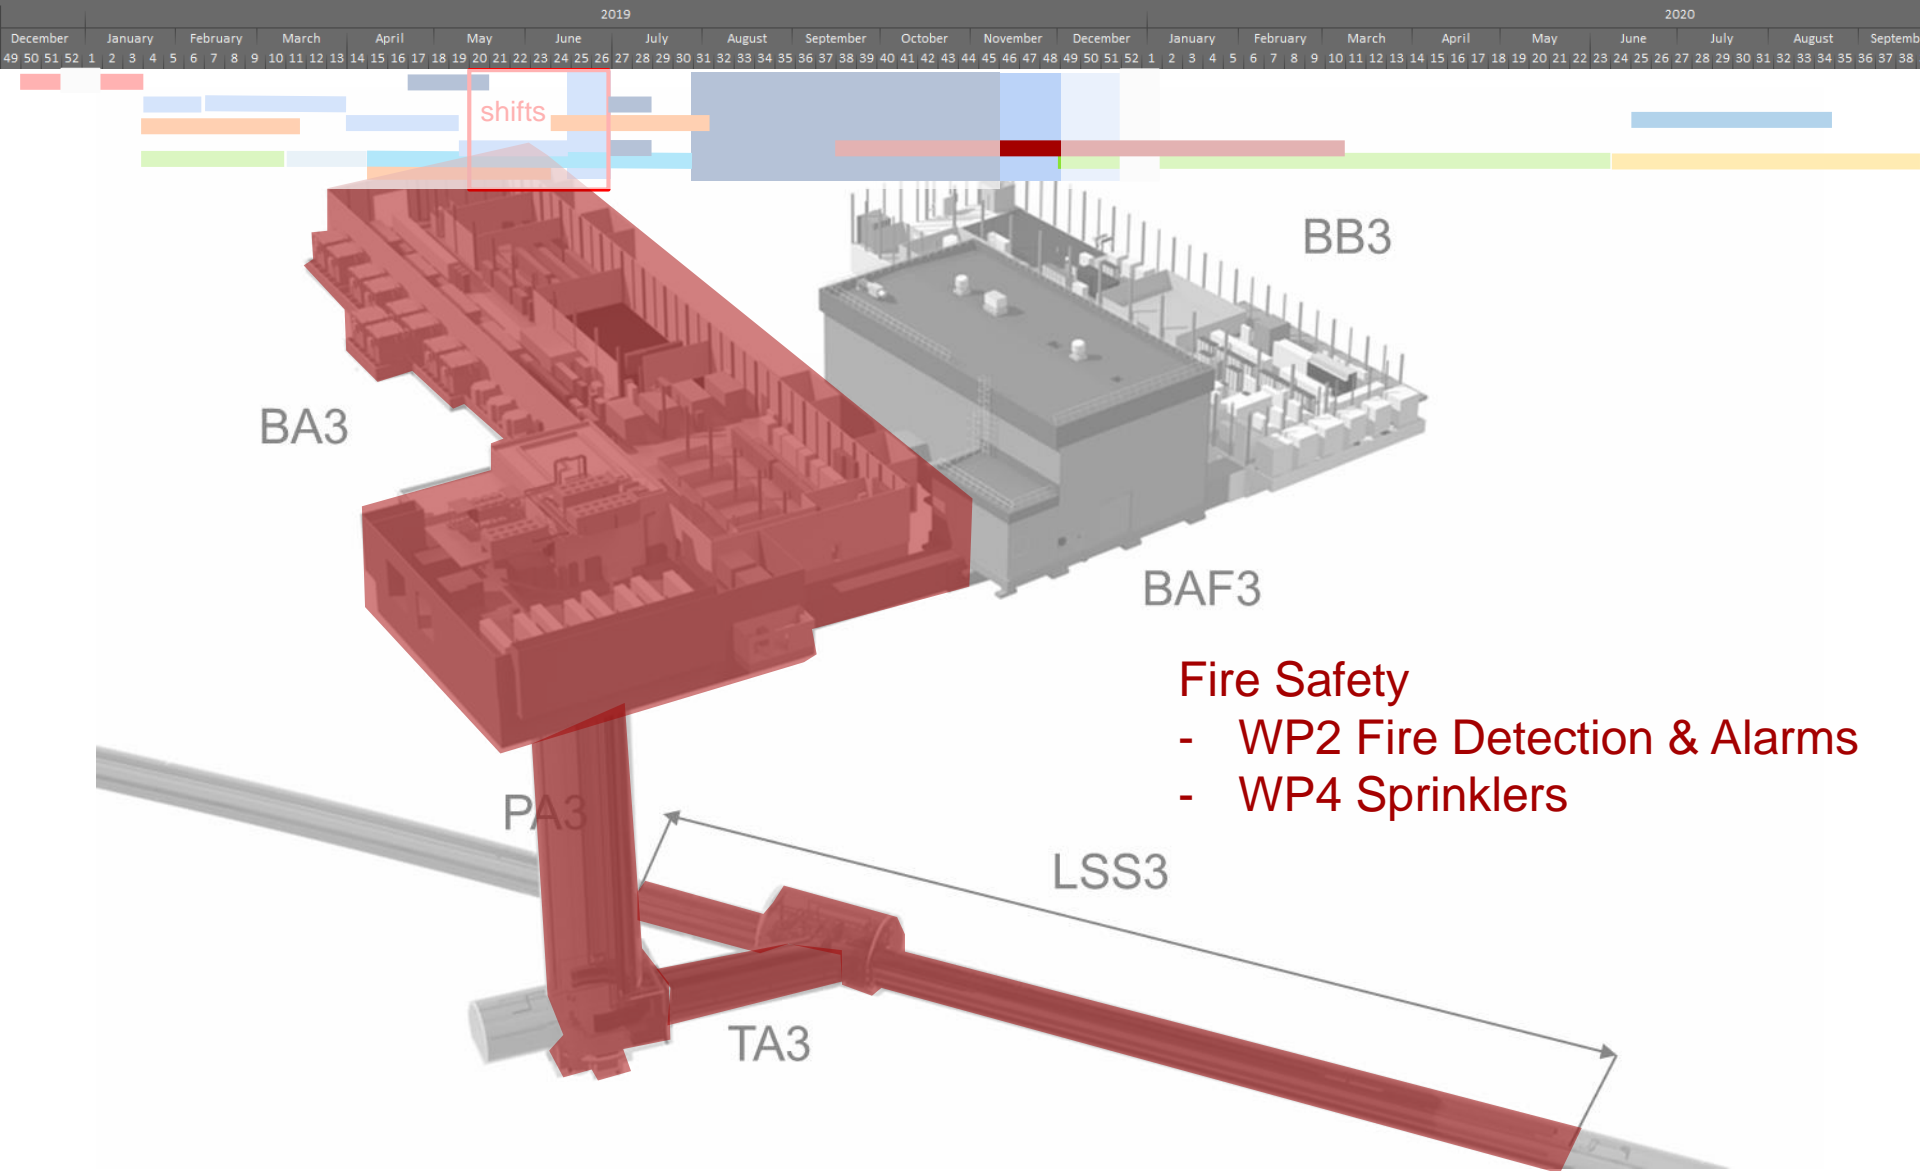 2019 2020
December January February March April May June July August September October November December January February March April May June July August Septemb
49 50 51 52 1 2 3 4 5 6 7 8 9 10 11 12 13 14 15 16 17 18 19 20 21 22 23 24 25 26 27 28 29 30 31 32 33 34 35 36 37 38 39 40 41 42 43 44 45 46 47 48 49 50 51 52 1 2 3 4 5 6 7 8 9 10 11 12 13 14 15 16 17 18 19 20 21 22 23 24 25 26 27 28 29 30 31 32 33 34 35 36 37 38
shifts
BB3
BA3
BAF3
Fire Safety
- WP2 Fire Detection & Alarms
- WP4 Sprinklers
PA3
LSS3
TA3